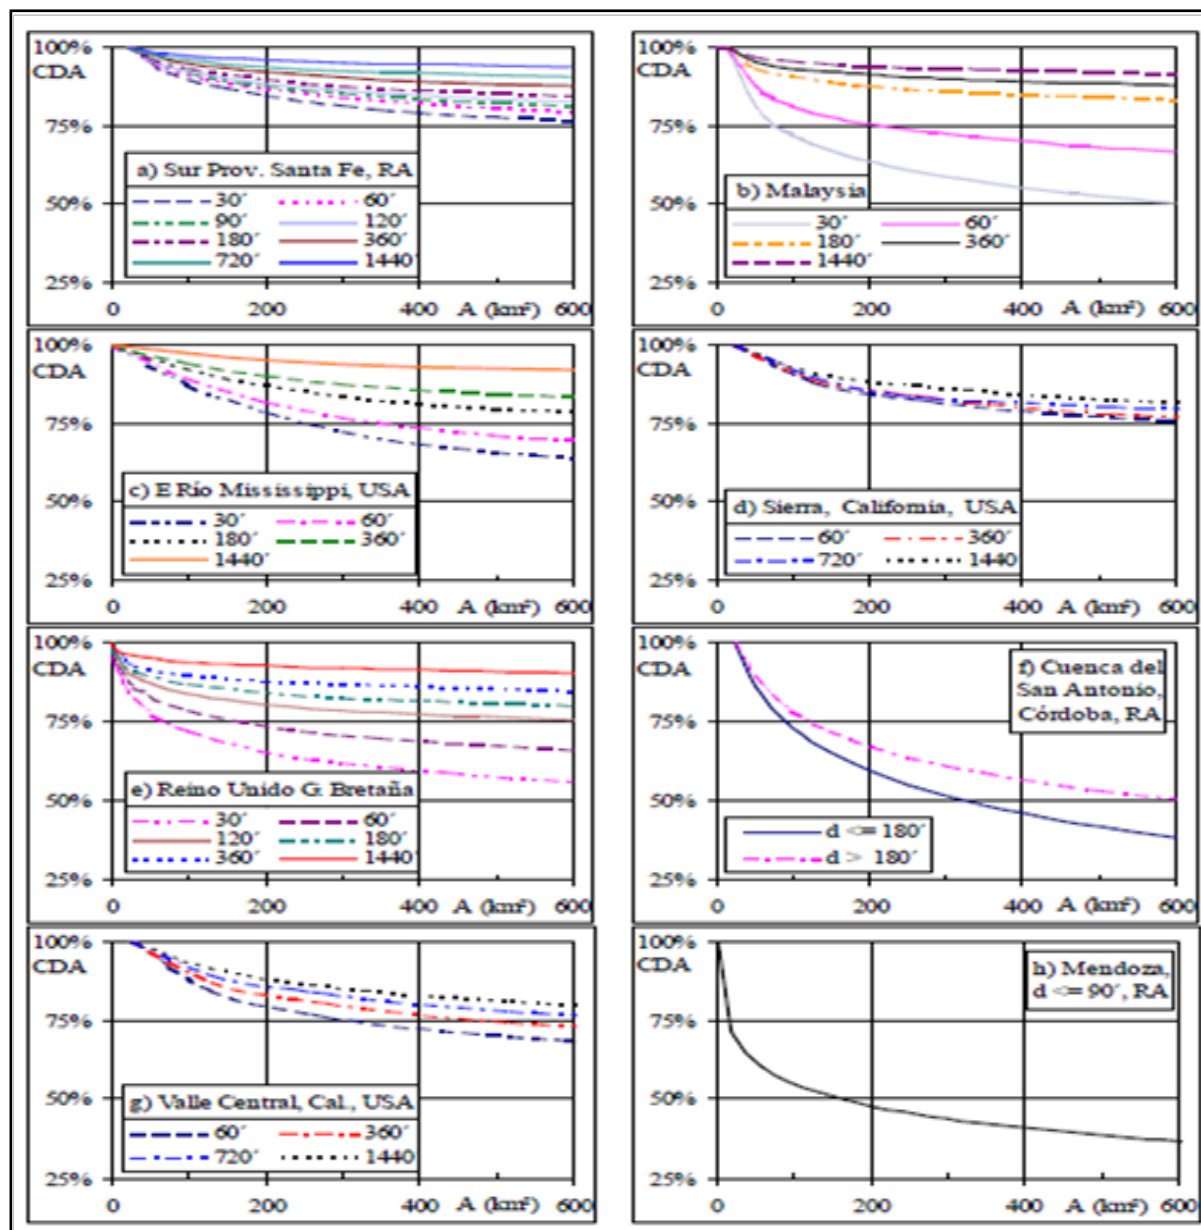 100%
CDA
75%
50%
25%
a) Sur Prov. Santa Fe, RA
30´ 60´
90´ 120´
180´ 360´
720´ 1440´
0 200 400 A (km²) 600
100%
CDA
75%
50%
25%
b) Malaysia
30´ 60´
180´ 360´
1440´
0 200 400 A (km²) 600
100%
CDA
75%
50%
25%
c) E Río Mississippi, USA
30´ 60´
180´ 360´
1440´
0 200 400 A (km²) 600
100%
CDA
75%
50%
25%
d) Sierra, California, USA
60´ 360´
720´ 1440
0 200 400 A (km²) 600
100%
CDA
75%
50%
25%
e) Reino Unido G. Bretaña
30´ 60´
120´ 180´
360´ 1440´
0 200 400 A (km²) 600
100%
CDA
75%
50%
25%
f) Cuenca del
San Antonio,
Córdoba, RA
d <= 180´
d > 180´
0 200 400 A (km²) 600
100%
CDA
75%
50%
25%
g) Valle Central, Cal., USA
60´ 360´
720´ 1440
0 200 400 A (km²) 600
100%
CDA
75%
50%
25%
h) Mendoza,
d <= 90´, RA
0 200 400 A (km²) 600